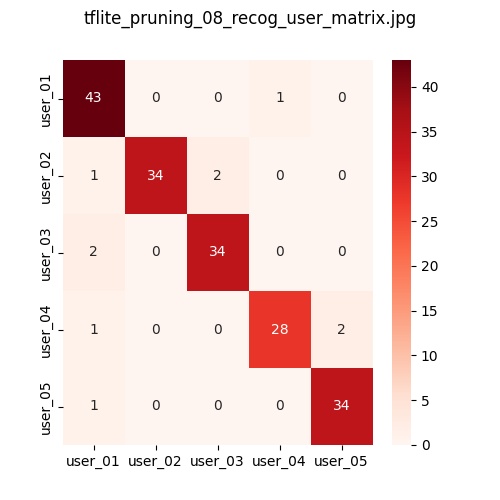 tflite_pruning_08_recog_user_matrix.jpg
user_01 43 0 0 1 0
user_02 1 34 2 0 0
user_03 2 0 34 0 0
user_04 1 0 0 28 2
user_05 1 0 0 0 34
user_01 user_02 user_03 user_04 user_05
40
35
30
25
20
15
10
5
0